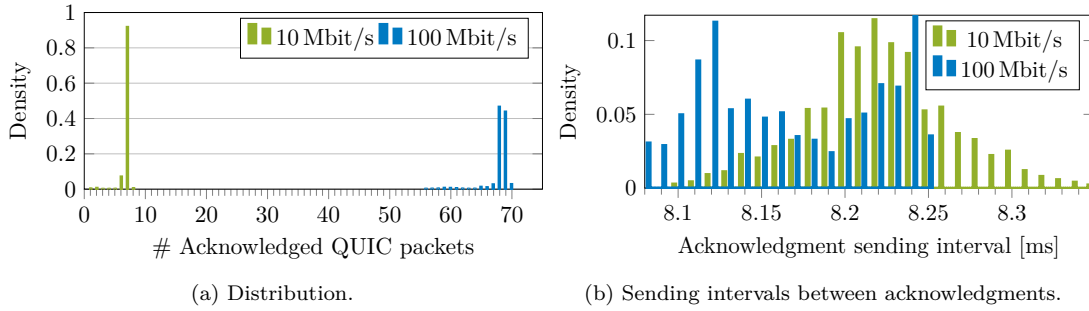 1
0.8
0.6
0.4
0.2
0
Density
10 Mbit/s
100 Mbit/s
0
10
20
30
40
50
60
70
# Acknowledged QUIC packets
(a) Distribution.
0.1
0.05
0
Density
10 Mbit/s
100 Mbit/s
8.1
8.15
8.2
8.25
8.3
Acknowledgment sending interval [ms]
(b) Sending intervals between acknowledgments.